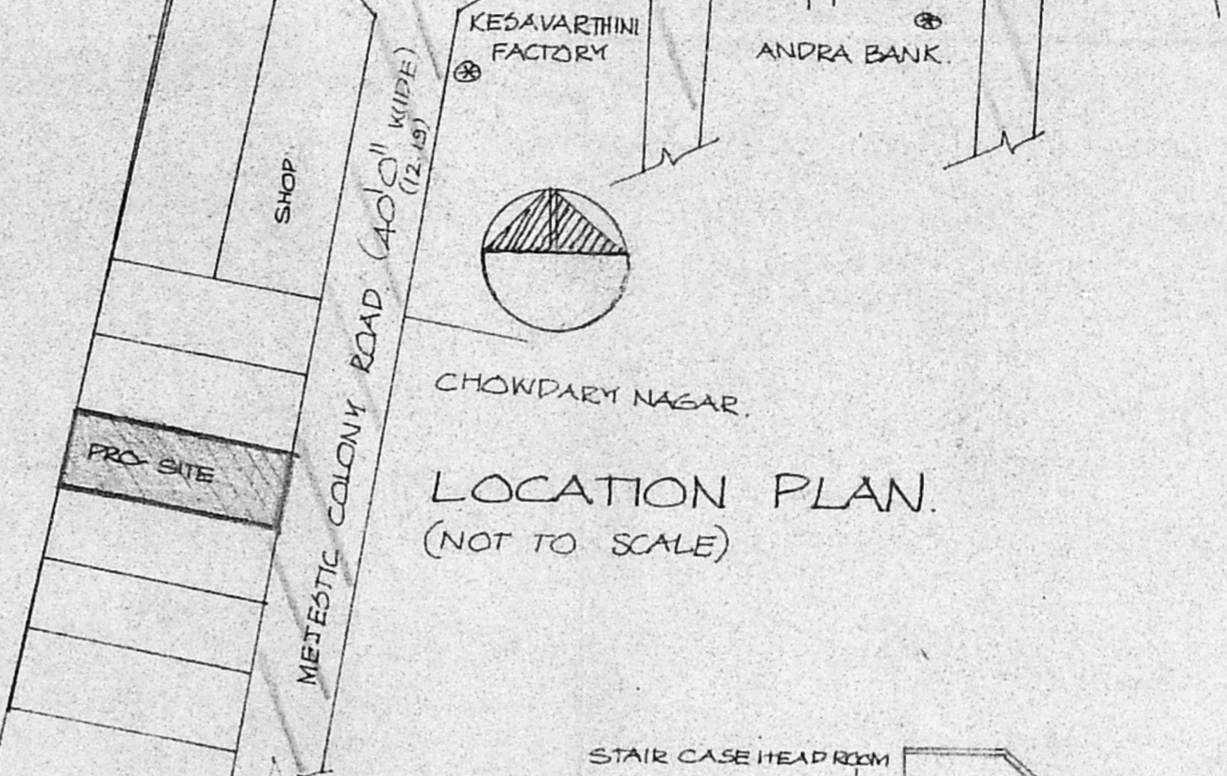 KESAVARTHINI
FACTORY
ANDRA BANK.
SHOP
MEJESTIC COLONY ROAD (40'0" WIDE)
(12.19)
CHOWDARY NAGAR.
PRO SITE
LOCATION PLAN.
(NOT TO SCALE)
STAIR CASE HEAD ROOM